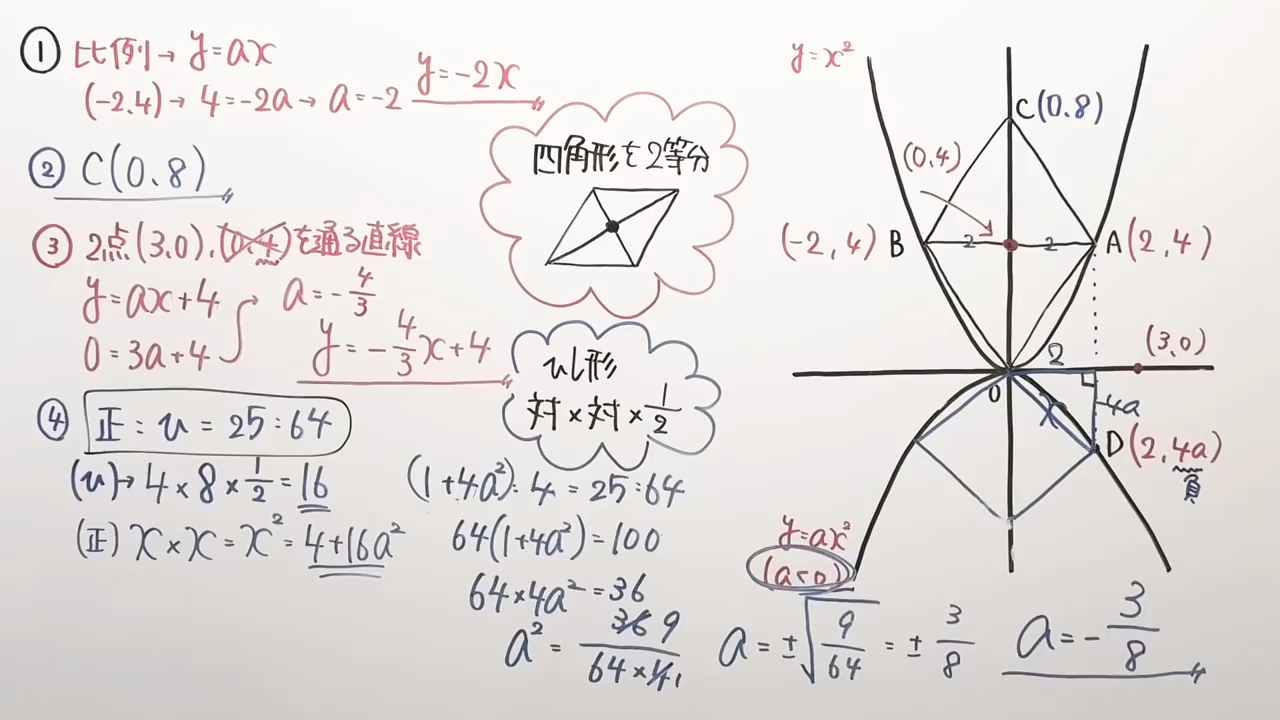 ① 比例→ y=ax
(-2.4)→ 4=-2a→ a=-2 y=-2x
② C(0.8)
③ 2点(3.0).(0.4)を通る直線
y=ax+4 a=-4/3
0=3a+4 y=-4/3x+4
④ 正:ひ=25:64
(ひ)→4×8×1/2=16
(正) x×x=x²=4+16a²
四角形を2等分
ひし形
対×対×1/2
(1+4a²):4=25:64
64(1+4a²)=100
64×4a²=36
a²=36 9/64×4 1
a=±√9/64=±3/8
a=-3/8
y=x²
C(0.8)
(0.4)
(-2,4) B
2 2
A(2,4)
(3.0)
2
0
x
4a
D(2,4a)
負
y=ax²
(a<0)